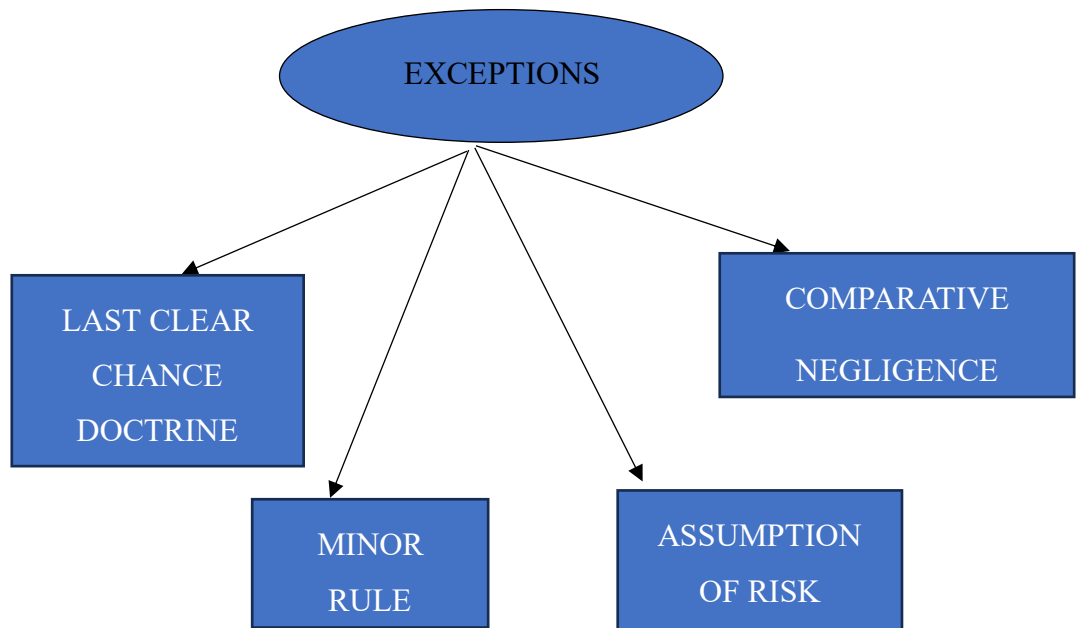 EXCEPTIONS
LAST CLEAR
CHANCE
DOCTRINE
COMPARATIVE
NEGLIGENCE
MINOR
RULE
ASSUMPTION
OF RISK